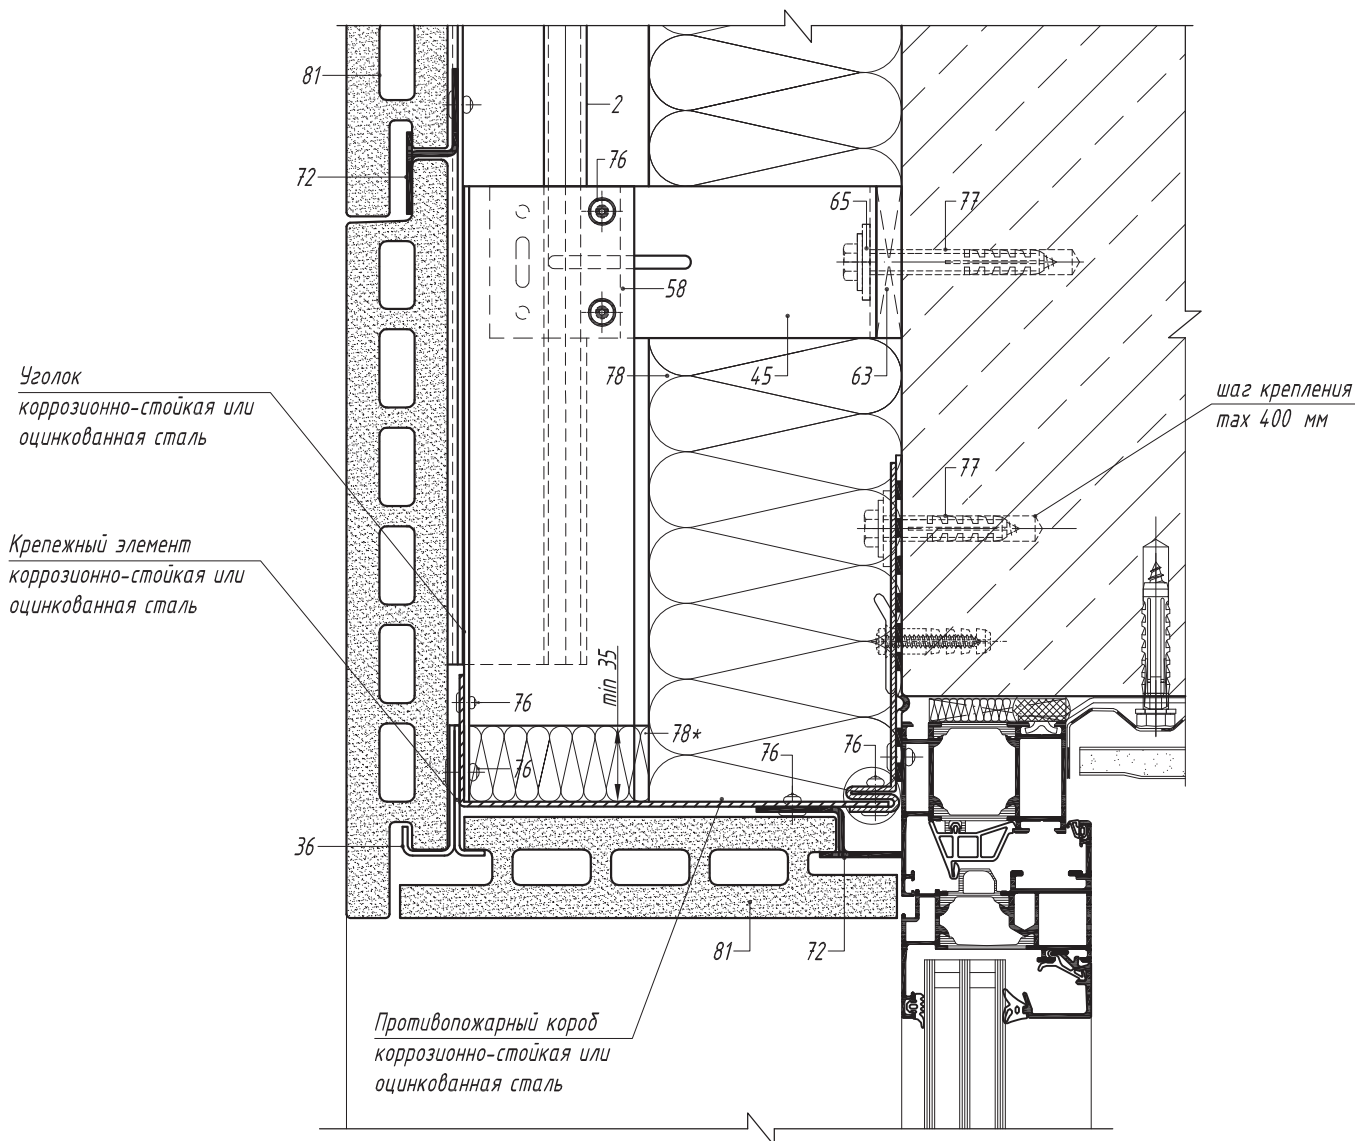 81
2
76
72
65
77
58
Уголок
коррозионно-стойкая или
оцинкованная сталь
78
45
63
шаг крепления
max 400 мм
77
Крепежный элемент
коррозионно-стойкая или
оцинкованная сталь
min 35
76
78*
76
76
76
36
81
72
Противопожарный короб
коррозионно-стойкая или
оцинкованная сталь